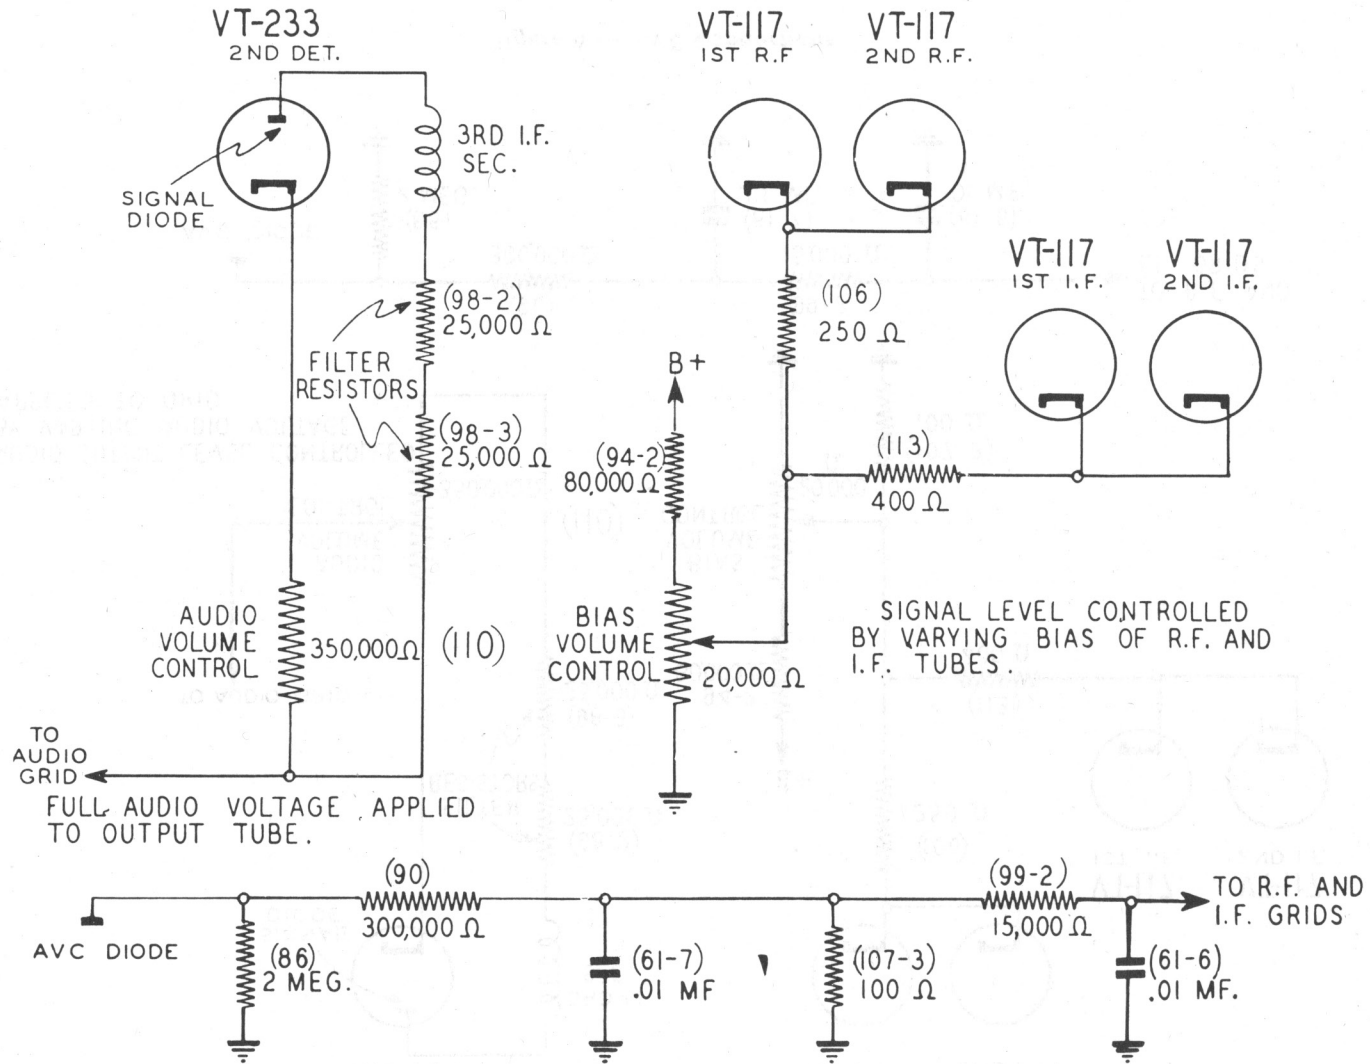 VT-233
2ND DET.
SIGNAL
DIODE
3RD I.F.
SEC.
(98-2)
25,000 Ω
FILTER
RESISTORS
(98-3)
25,000 Ω
AUDIO
VOLUME
CONTROL
350,000Ω
(110)
TO
AUDIO
GRID
FULL AUDIO VOLTAGE APPLIED
TO OUTPUT TUBE.
VT-117
1ST R.F
VT-117
2ND R.F.
(106)
250 Ω
B+
(94-2)
80,000Ω
BIAS
VOLUME
CONTROL
20,000 Ω
VT-117
1ST I.F.
VT-117
2ND I.F.
(113)
400 Ω
SIGNAL LEVEL CONTROLLED
BY VARYING BIAS OF R.F. AND
I.F. TUBES.
AVC DIODE
(86)
2 MEG.
(90)
300,000 Ω
(61-7)
.01 MF
(107-3)
100 Ω
(99-2)
15,000 Ω
(61-6)
.01 MF.
TO R.F. AND
I.F. GRIDS